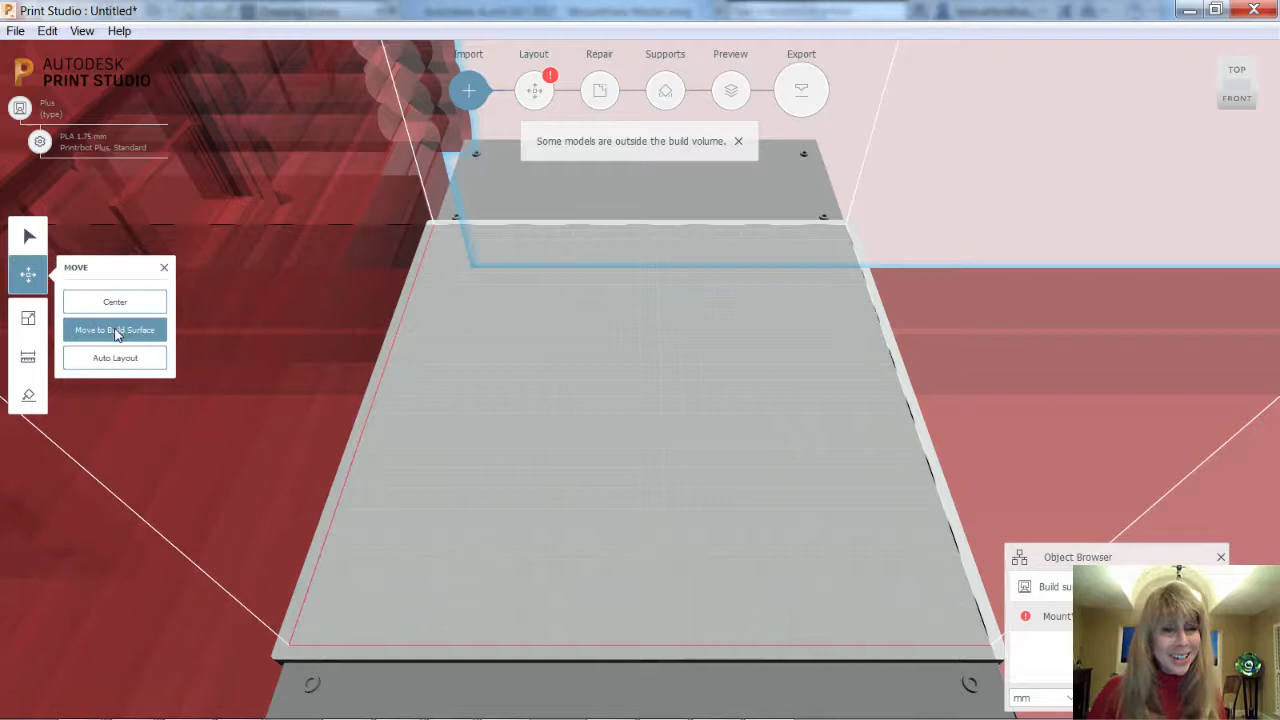 Print Studio : Untitled*
File Edit View Help
AUTODESK
PRINT STUDIO
Plus
(type)
PLA 1.75 mm
Printrbot Plus, Standard
Import Layout Repair Supports Preview Export
Some models are outside the build volume.
TOP
FRONT
MOVE
Center
Move to Build Surface
Auto Layout
Object Browser
Build su
Mount
mm